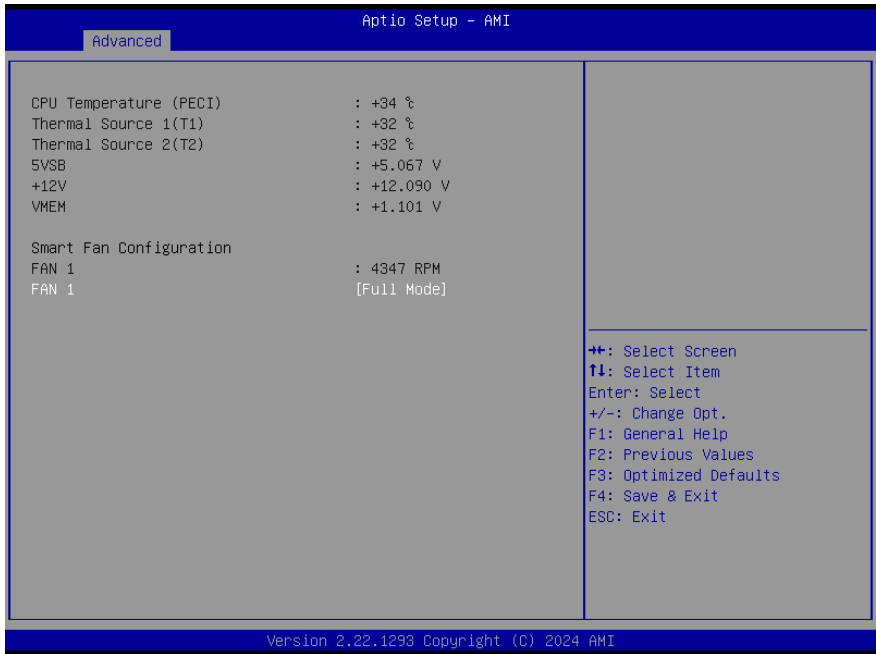 Aptio Setup – AMI
Advanced
CPU Temperature (PECI) : +34 ℃
Thermal Source 1(T1) : +32 ℃
Thermal Source 2(T2) : +32 ℃
5VSB : +5.067 V
+12V : +12.090 V
VMEM : +1.101 V
Smart Fan Configuration
FAN 1 : 4347 RPM
FAN 1 [Full Mode]
→←: Select Screen
↑↓: Select Item
Enter: Select
+/-: Change Opt.
F1: General Help
F2: Previous Values
F3: Optimized Defaults
F4: Save & Exit
ESC: Exit
Version 2.22.1293 Copyright (C) 2024 AMI